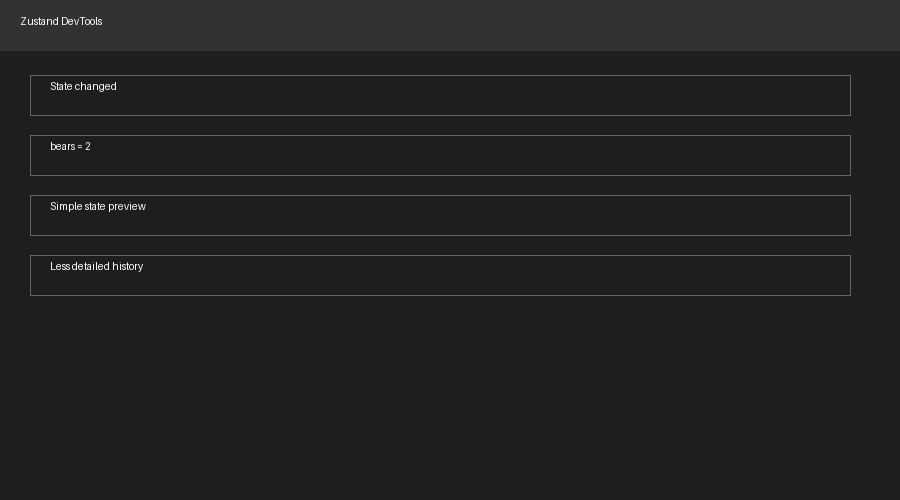 Zustand DevTools
State changed
bears = 2
Simple state preview
Less detailed history